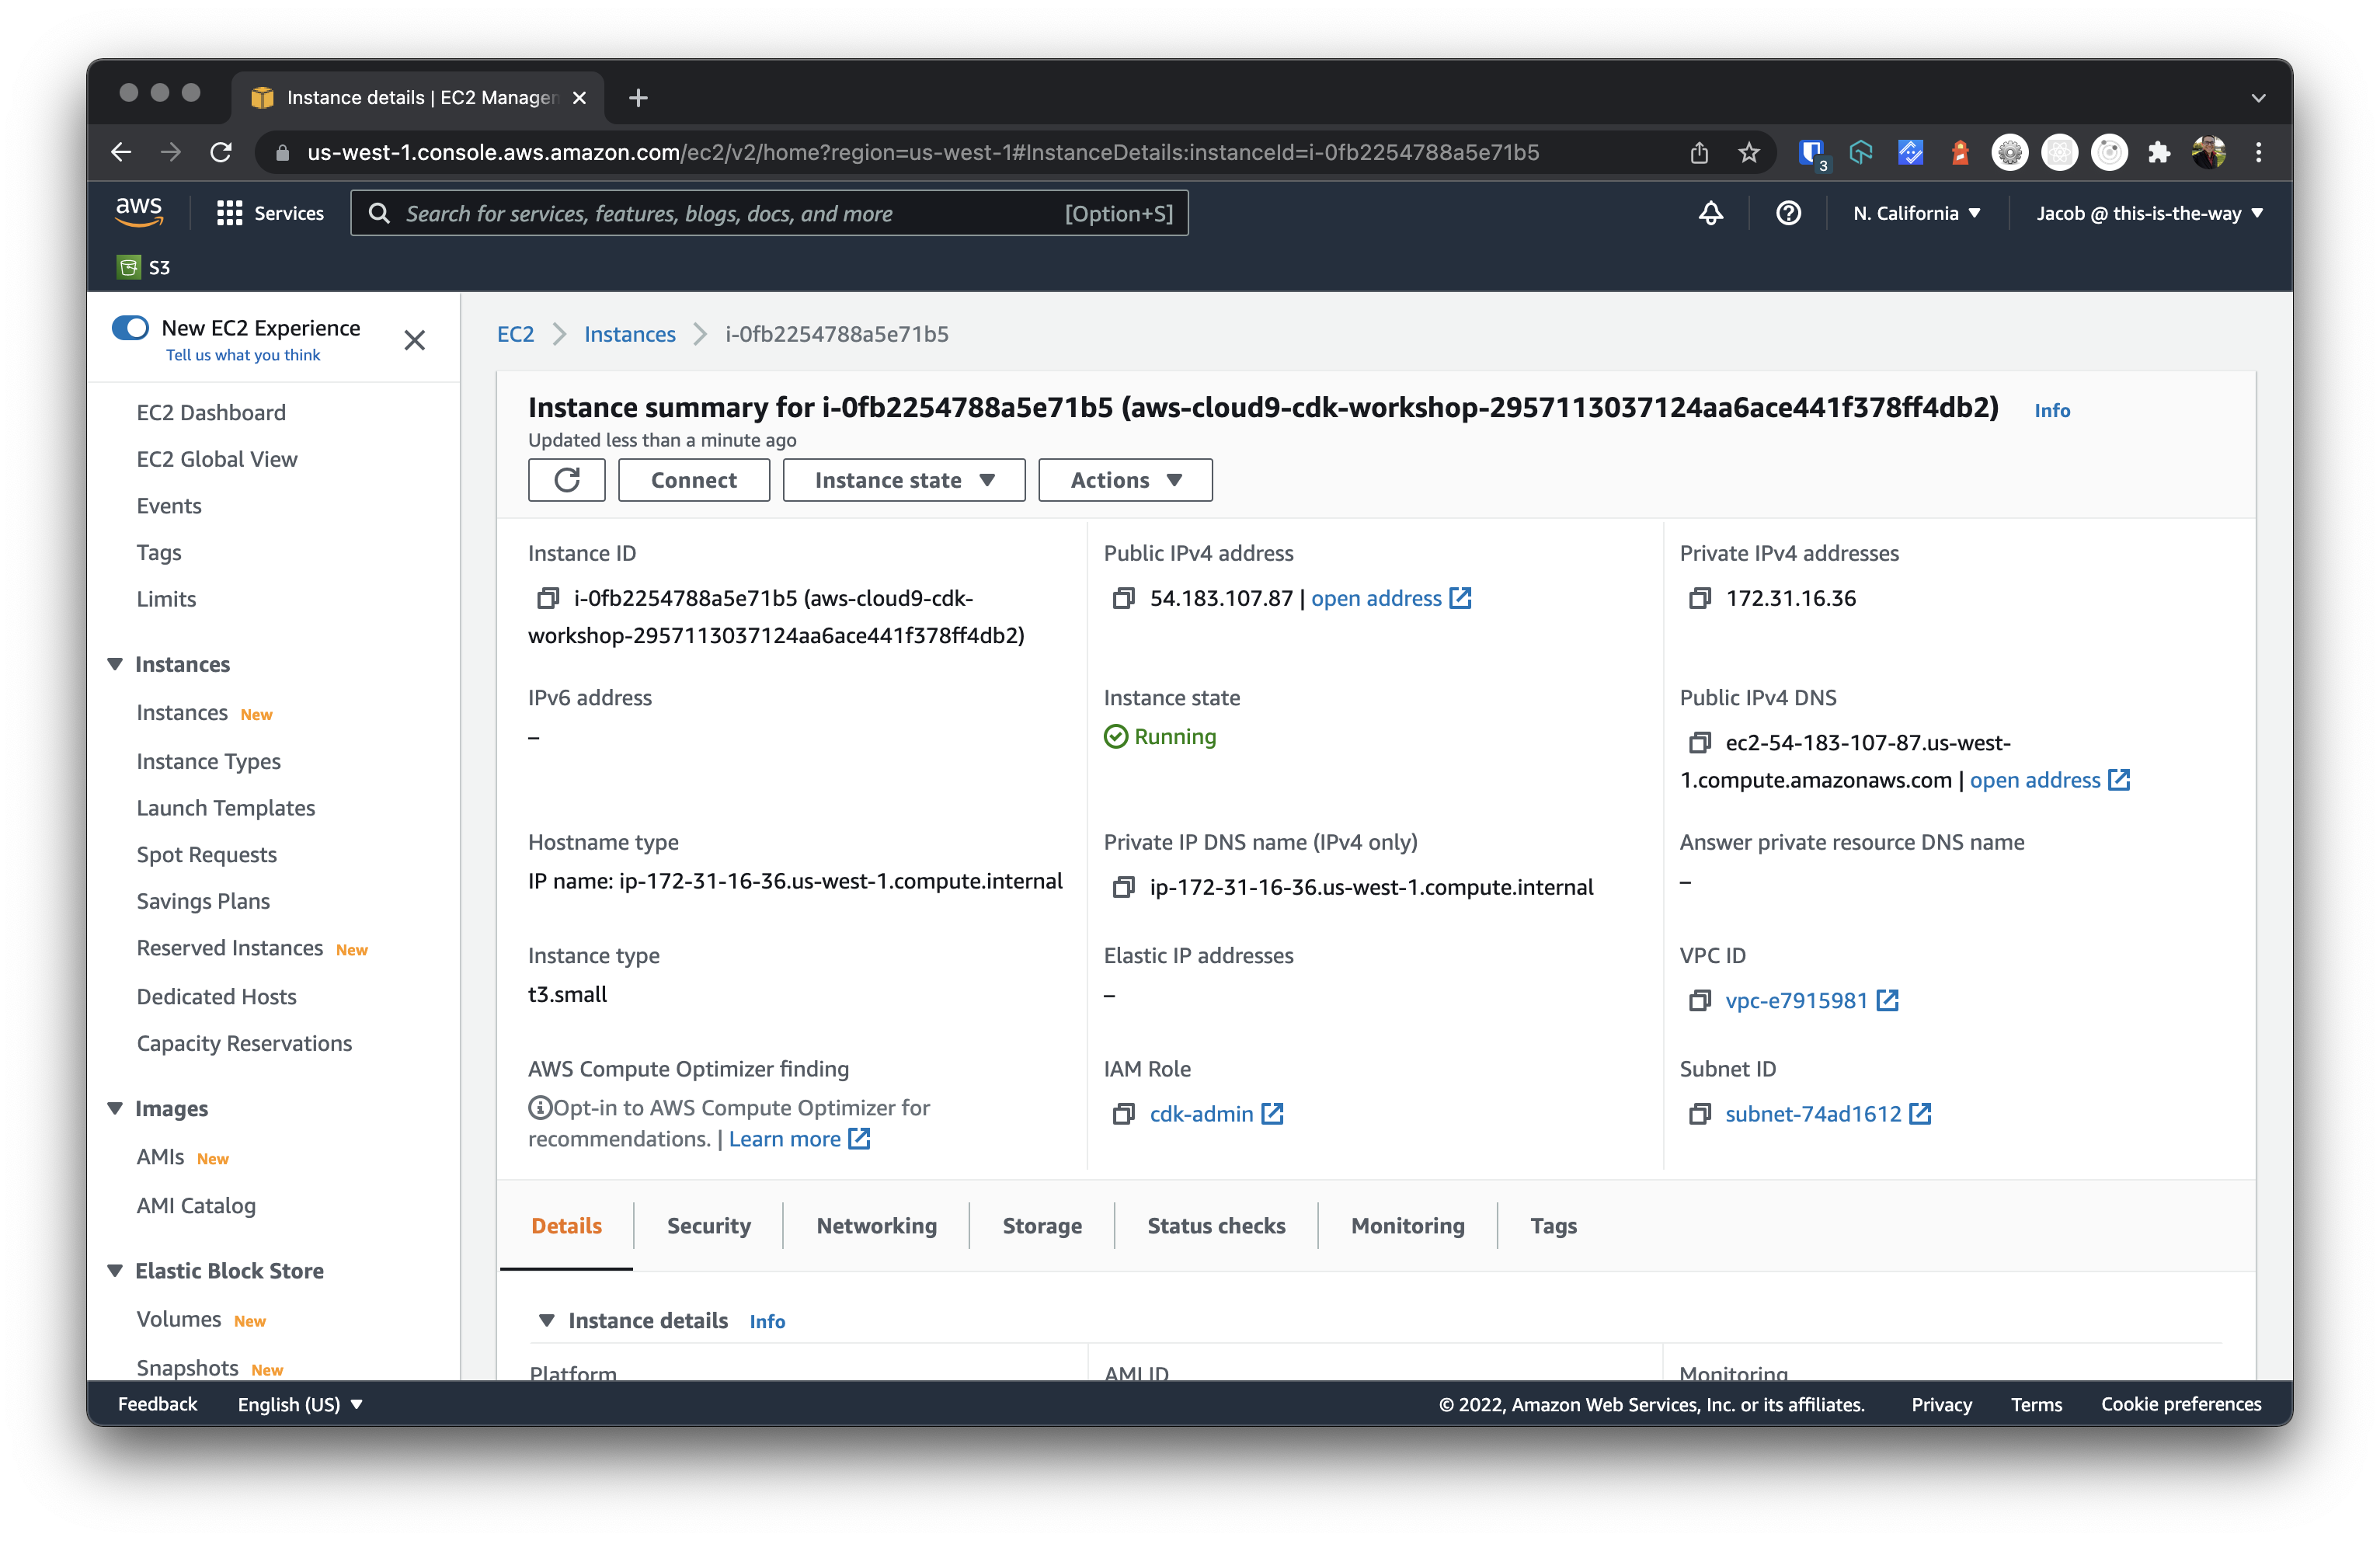 Instance details | EC2 Manage
us-west-1.console.aws.amazon.com/ec2/v2/home?region=us-west-1#InstanceDetails:instanceId=i-0fb2254788a5e71b5
3
aws
Services
Search for services, features, blogs, docs, and more
[Option+S]
N. California
Jacob @ this-is-the-way
S3
New EC2 Experience
Tell us what you think
EC2 Dashboard
EC2 Global View
Events
Tags
Limits
Instances
Instances New
Instance Types
Launch Templates
Spot Requests
Savings Plans
Reserved Instances New
Dedicated Hosts
Capacity Reservations
Images
AMIs New
AMI Catalog
Elastic Block Store
Volumes New
Snapshots New
EC2
Instances
i-0fb2254788a5e71b5
Instance summary for i-0fb2254788a5e71b5 (aws-cloud9-cdk-workshop-2957113037124aa6ace441f378ff4db2) Info
Updated less than a minute ago
Connect
Instance state
Actions
Instance ID
i-0fb2254788a5e71b5 (aws-cloud9-cdk-
workshop-2957113037124aa6ace441f378ff4db2)
Public IPv4 address
54.183.107.87 | open address
Private IPv4 addresses
172.31.16.36
IPv6 address
–
Instance state
Running
Public IPv4 DNS
ec2-54-183-107-87.us-west-
1.compute.amazonaws.com | open address
Hostname type
IP name: ip-172-31-16-36.us-west-1.compute.internal
Private IP DNS name (IPv4 only)
ip-172-31-16-36.us-west-1.compute.internal
Answer private resource DNS name
–
Instance type
t3.small
Elastic IP addresses
–
VPC ID
vpc-e7915981
AWS Compute Optimizer finding
Opt-in to AWS Compute Optimizer for
recommendations. | Learn more
IAM Role
cdk-admin
Subnet ID
subnet-74ad1612
Details
Security
Networking
Storage
Status checks
Monitoring
Tags
Instance details Info
Platform
AMI ID
Monitoring
Feedback
English (US)
© 2022, Amazon Web Services, Inc. or its affiliates.
Privacy
Terms
Cookie preferences